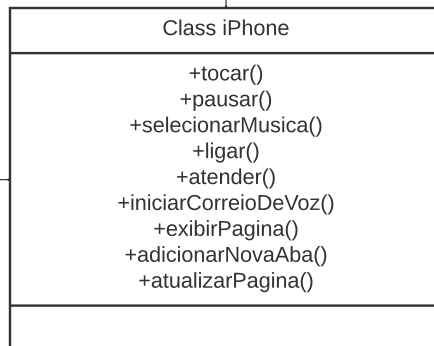 Class iPhone
+tocar()
+pausar()
+selecionarMusica()
+ligar()
+atender()
+iniciarCorreioDeVoz()
+exibirPagina()
+adicionarNovaAba()
+atualizarPagina()